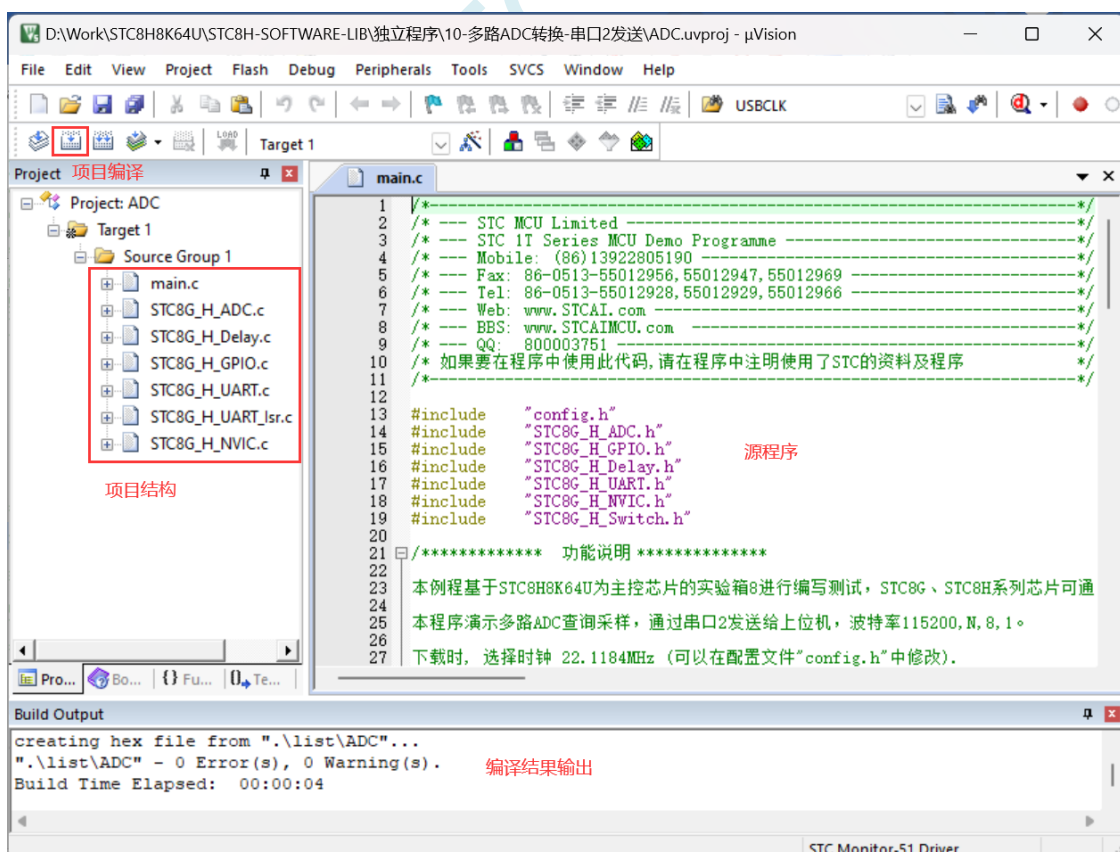 D:\Work\STC8H8K64U\STC8H-SOFTWARE-LIB\独立程序\10-多路ADC转换-串口2发送\ADC.uvproj - µVision
File Edit View Project Flash Debug Peripherals Tools SVCS Window Help
USBCLK
LOAD
Target 1
Project 项目编译
main.c
Project: ADC
Target 1
Source Group 1
main.c
STC8G_H_ADC.c
STC8G_H_Delay.c
STC8G_H_GPIO.c
STC8G_H_UART.c
STC8G_H_UART_Isr.c
STC8G_H_NVIC.c
项目结构
1 /*---------------------------------------------------------------------*/
2 /* --- STC MCU Limited ------------------------------------------------*/
3 /* --- STC 1T Series MCU Demo Programme -------------------------------*/
4 /* --- Mobile: (86)13922805190 ----------------------------------------*/
5 /* --- Fax: 86-0513-55012956,55012947,55012969 ------------------------*/
6 /* --- Tel: 86-0513-55012928,55012929,55012966 ------------------------*/
7 /* --- Web: www.STCAI.com ---------------------------------------------*/
8 /* --- BBS: www.STCAIMCU.com -----------------------------------------*/
9 /* --- QQ: 800003751 -------------------------------------------------*/
10 /* 如果要在程序中使用此代码,请在程序中注明使用了STC的资料及程序 */
11 /*---------------------------------------------------------------------*/
12
13 #include "config.h"
14 #include "STC8G_H_ADC.h"
15 #include "STC8G_H_GPIO.h"
16 #include "STC8G_H_Delay.h"
17 #include "STC8G_H_UART.h"
18 #include "STC8G_H_NVIC.h"
19 #include "STC8G_H_Switch.h"
源程序
20
21 /************* 功能说明 **************
22
23 本例程基于STC8H8K64U为主控芯片的实验箱8进行编写测试，STC8G、STC8H系列芯片可通
24
25 本程序演示多路ADC查询采样，通过串口2发送给上位机，波特率115200,N,8,1。
26
27 下载时, 选择时钟 22.1184MHz (可以在配置文件"config.h"中修改).
Pro... Bo... {} Fu... Te...
Build Output
creating hex file from ".\list\ADC"...
".\list\ADC" - 0 Error(s), 0 Warning(s).
Build Time Elapsed: 00:00:04
编译结果输出
STC Monitor-51 Driver